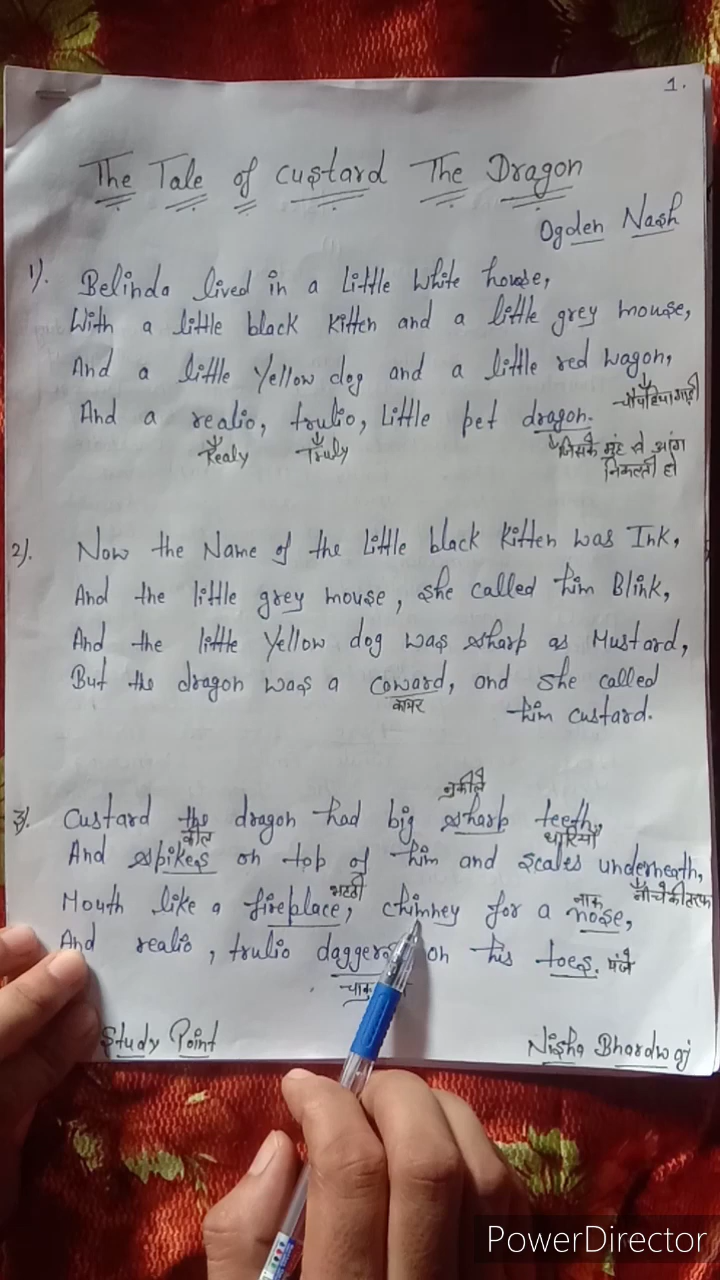 1.
The Tale of Custard The Dragon
Ogden Nash
1). Belinda lived in a Little White house,
With a little black kitten and a little grey mouse,
And a little Yellow dog and a little red wagon,
चौपहिया गाड़ी
And a realio, trulio, Little pet dragon.
Realy Truly जिसके मुंह से आग
निकलती हो
2). Now the Name of the Little black Kitten was Ink,
And the little grey mouse, she called him Blink,
And the little Yellow dog was sharp as Mustard,
But the dragon was a coward, and she called
कायर him custard.
नुकीले
3). Custard the dragon had big sharp teeth,
कील धारियाँ
And spikes on top of him and scales underneath,
भट्टी नाक नीचे की तरफ
Mouth like a fireplace, chimney for a nose,
And realio, trulio daggers on his toes. पंजे
चाकू
Study Point Nisha Bhardwaj
PowerDirector